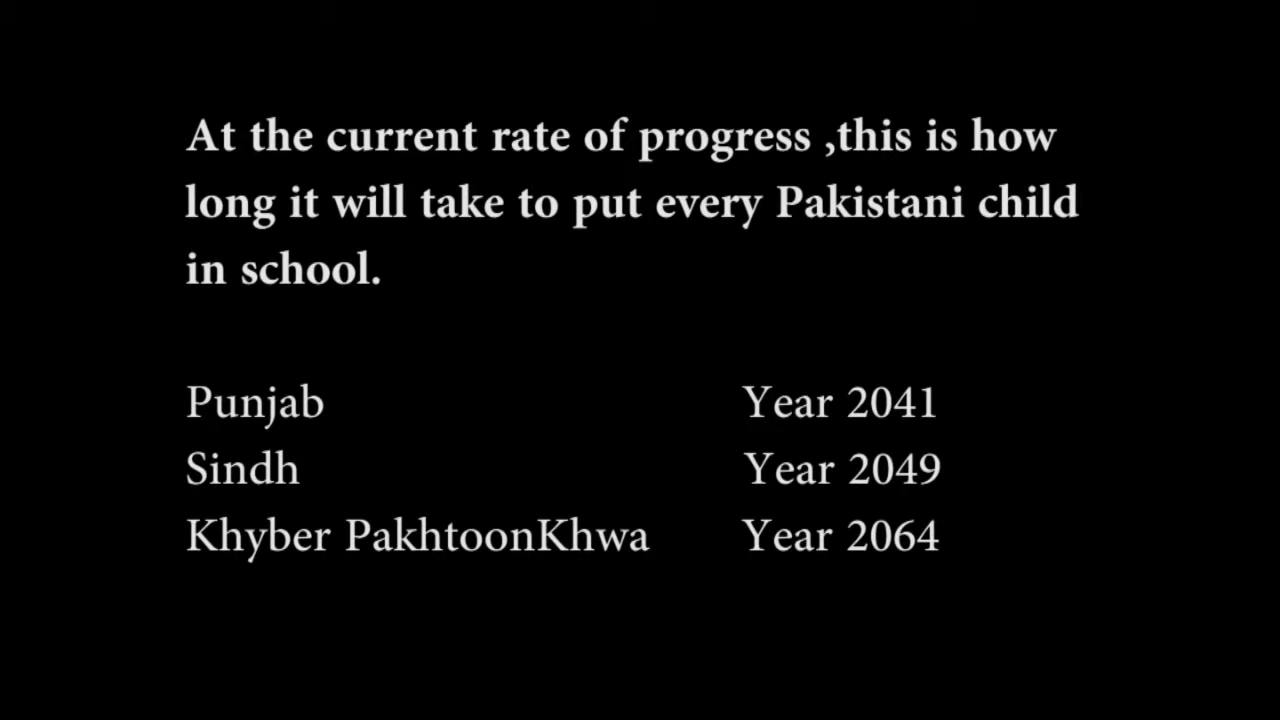 At the current rate of progress ,this is how
long it will take to put every Pakistani child
in school.
Punjab Year 2041
Sindh Year 2049
Khyber PakhtoonKhwa Year 2064